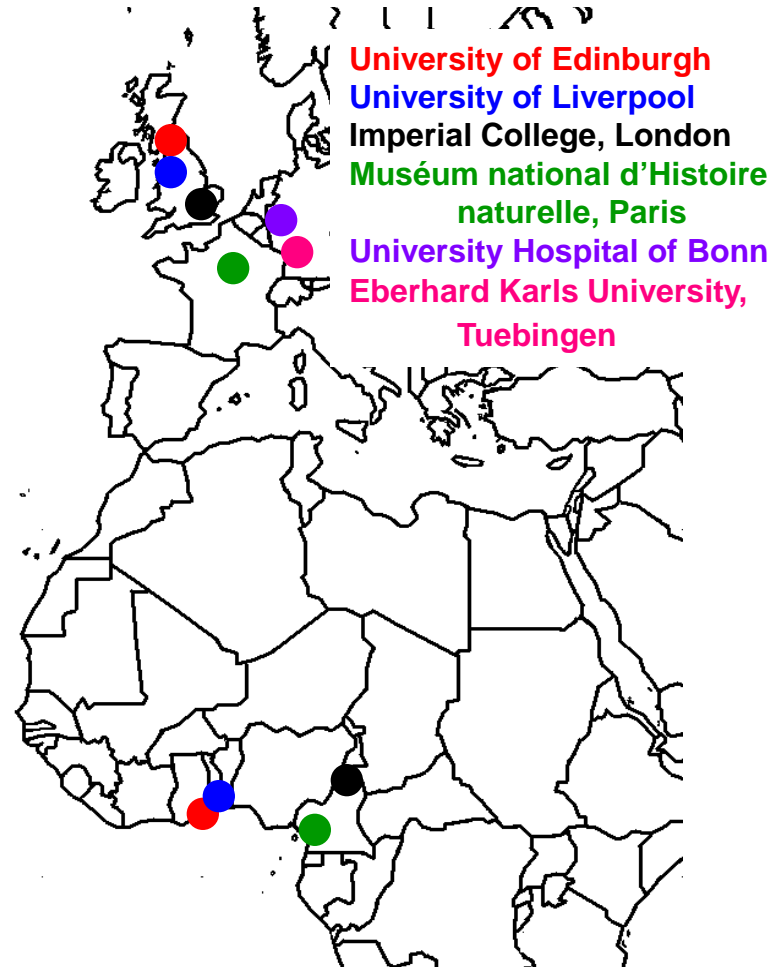 University of Edinburgh
University of Liverpool
Imperial College, London
Muséum national d’Histoire
naturelle, Paris
University Hospital of Bonn
Eberhard Karls University,
Tuebingen